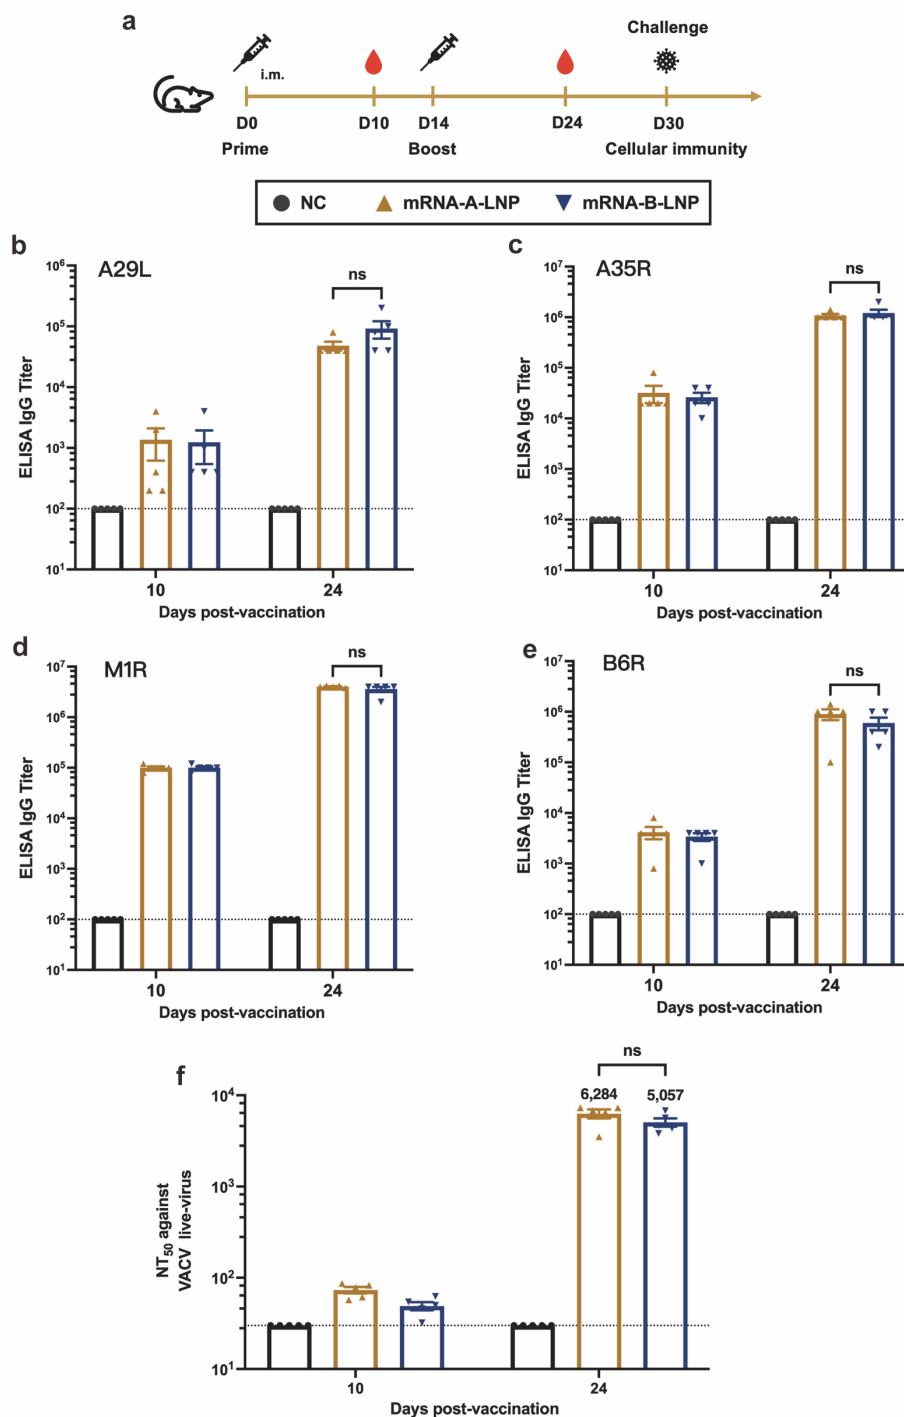 a
Challenge
i.m.
D0 D10 D14 D24 D30
Prime Boost Cellular immunity
NC mRNA-A-LNP mRNA-B-LNP
b
A29L
ns
10⁶
10⁵
10⁴
10³
10²
10¹
ELISA IgG Titer
10 24
Days post-vaccination
c
A35R
ns
10⁷
10⁶
10⁵
10⁴
10³
10²
10¹
ELISA IgG Titer
10 24
Days post-vaccination
d
M1R
ns
10⁷
10⁶
10⁵
10⁴
10³
10²
10¹
ELISA IgG Titer
10 24
Days post-vaccination
e
B6R
ns
10⁷
10⁶
10⁵
10⁴
10³
10²
10¹
ELISA IgG Titer
10 24
Days post-vaccination
f
ns
6,284 5,057
10⁴
10³
10²
10¹
NT₅₀ against
VACV live-virus
10 24
Days post-vaccination